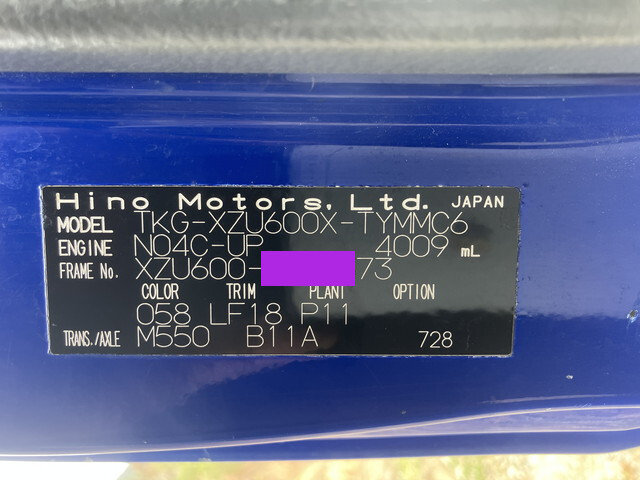 Hino Motors, Ltd. JAPAN
MODEL TKG-XZU600X-TYMMC6
ENGINE N04C-UP 4009 mL
FRAME No. XZU600- 73
COLOR TRIM PLANT OPTION
058 LF18 P11
TRANS./AXLE M550 B11A 728